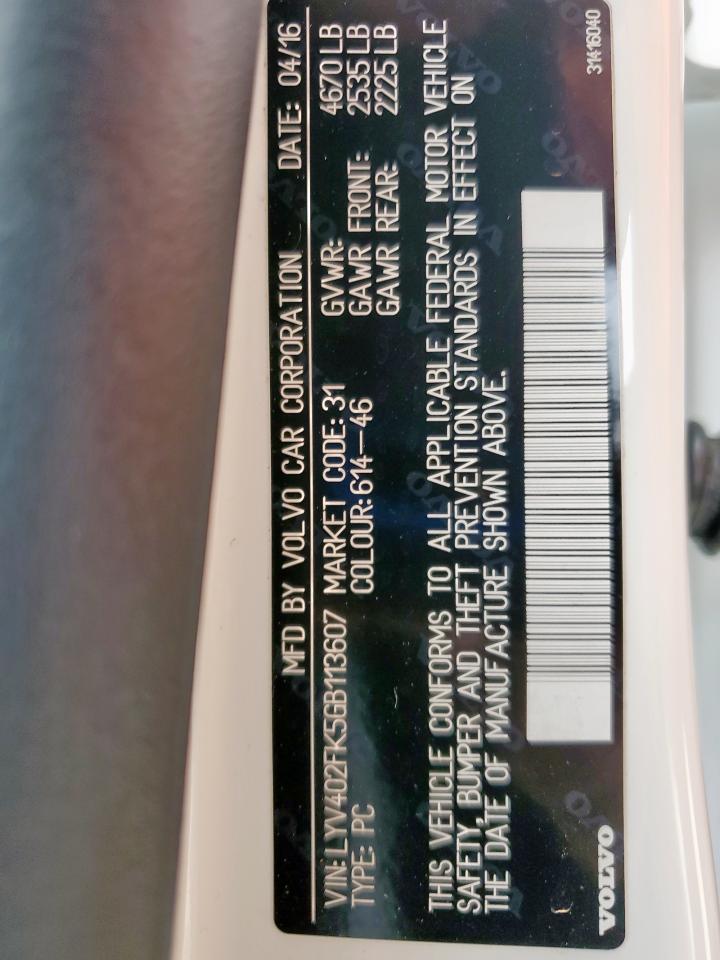 MFD BY VOLVO CAR CORPORATION DATE: 04/16
VIN: LYV402FK5GB113607 MARKET CODE: 31 GVWR: 4670 LB
TYPE: PC COLOUR: 614-46 GAWR FRONT: 2535 LB
GAWR REAR: 2225 LB
THIS VEHICLE CONFORMS TO ALL APPLICABLE FEDERAL MOTOR VEHICLE
SAFETY, BUMPER AND THEFT PREVENTION STANDARDS IN EFFECT ON
THE DATE OF MANUFACTURE SHOWN ABOVE.
VOLVO
31416040